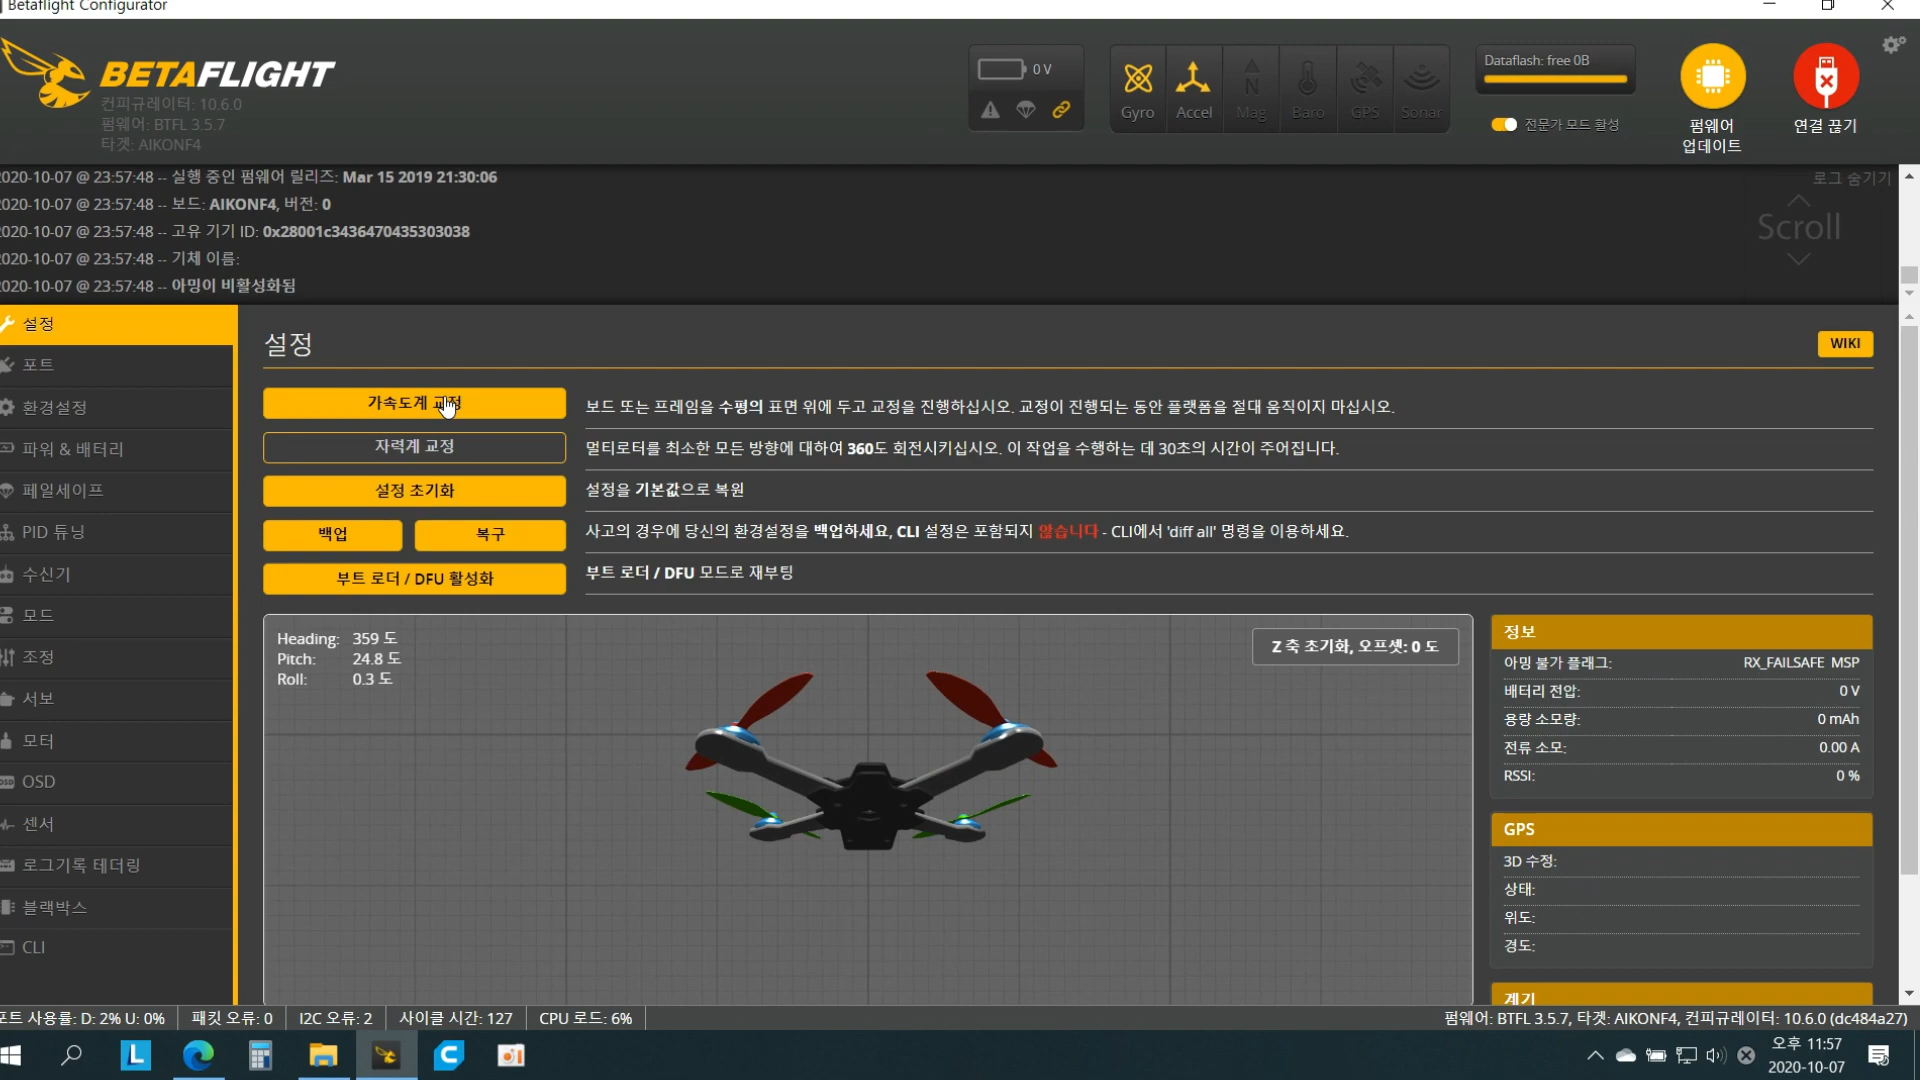 Betaflight Configurator
BETAFLIGHT
컨피규레이터: 10.6.0
펌웨어: BTFL 3.5.7
타겟: AIKONF4
0 V
Gyro
Accel
N
Mag
Baro
GPS
Sonar
Dataflash: free 0B
전문가 모드 활성
펌웨어
업데이트
연결 끊기
020-10-07 @ 23:57:48 -- 실행 중인 펌웨어 릴리즈: Mar 15 2019 21:30:06
020-10-07 @ 23:57:48 -- 보드: AIKONF4, 버전: 0
020-10-07 @ 23:57:48 -- 고유 기기 ID: 0x28001c3436470435303038
020-10-07 @ 23:57:48 -- 기체 이름:
020-10-07 @ 23:57:48 -- 아밍이 비활성화됨
로그 숨기기
Scroll
설정
포트
환경설정
파워 & 배터리
페일세이프
PID 튜닝
수신기
모드
조정
서보
모터
OSD
센서
로그기록 테더링
블랙박스
CLI
설정
WIKI
가속도계 교정
보드 또는 프레임을 수평의 표면 위에 두고 교정을 진행하십시오. 교정이 진행되는 동안 플랫폼을 절대 움직이지 마십시오.
자력계 교정
멀티로터를 최소한 모든 방향에 대하여 360도 회전시키십시오. 이 작업을 수행하는 데 30초의 시간이 주어집니다.
설정 초기화
설정을 기본값으로 복원
백업
복구
사고의 경우에 당신의 환경설정을 백업하세요, CLI 설정은 포함되지 않습니다 - CLI에서 'diff all' 명령을 이용하세요.
부트 로더 / DFU 활성화
부트 로더 / DFU 모드로 재부팅
Heading: 359 도
Pitch: 24.8 도
Roll: 0.3 도
Z 축 초기화, 오프셋: 0 도
정보
아밍 불가 플래그: RX_FAILSAFE MSP
배터리 전압: 0 V
용량 소모량: 0 mAh
전류 소모: 0.00 A
RSSI: 0 %
GPS
3D 수정:
상태:
위도:
경도:
계기
포트 사용률: D: 2% U: 0%
패킷 오류: 0
I2C 오류: 2
사이클 시간: 127
CPU 로드: 6%
펌웨어: BTFL 3.5.7, 타겟: AIKONF4, 컨피규레이터: 10.6.0 (dc484a27)
L
오후 11:57
2020-10-07